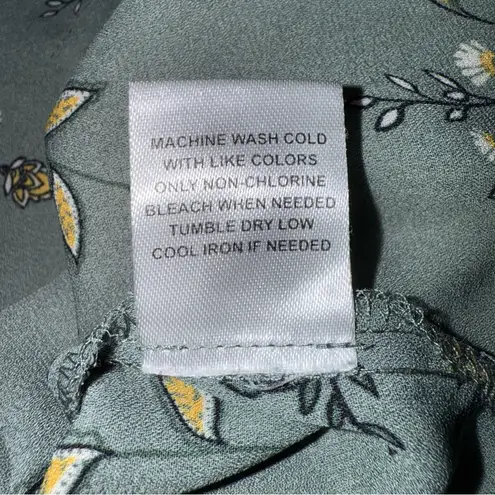 MACHINE WASH COLD
WITH LIKE COLORS
ONLY NON-CHLORINE
BLEACH WHEN NEEDED
TUMBLE DRY LOW
COOL IRON IF NEEDED